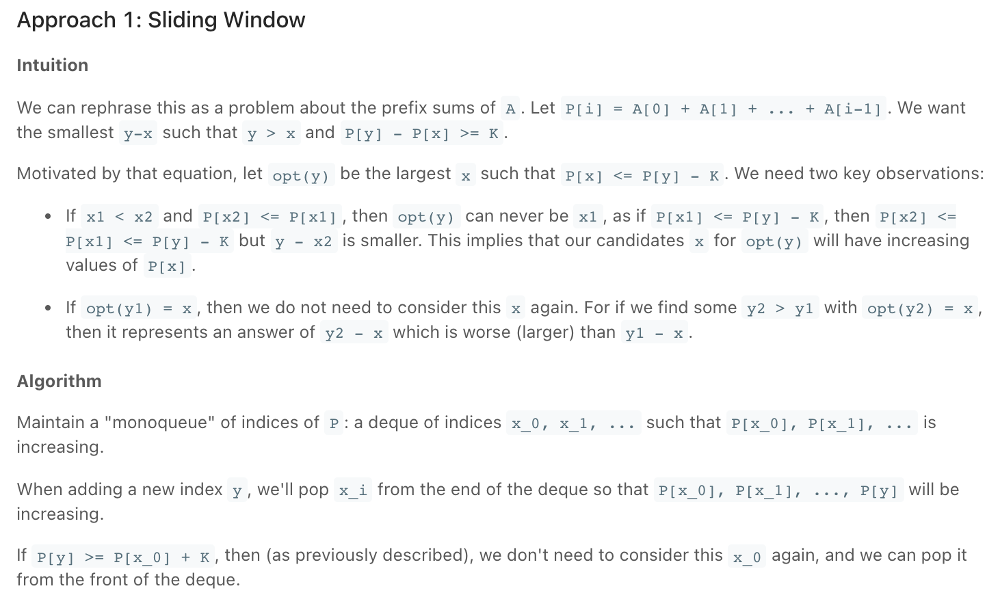 Approach 1: Sliding Window
Intuition
We can rephrase this as a problem about the prefix sums of A. Let P[i] = A[0] + A[1] + ... + A[i-1]. We want
the smallest y-x such that y > x and P[y] - P[x] >= K.
Motivated by that equation, let opt(y) be the largest x such that P[x] <= P[y] - K. We need two key observations:
• If x1 < x2 and P[x2] <= P[x1], then opt(y) can never be x1, as if P[x1] <= P[y] - K, then P[x2] <=
P[x1] <= P[y] - K but y - x2 is smaller. This implies that our candidates x for opt(y) will have increasing
values of P[x].
• If opt(y1) = x, then we do not need to consider this x again. For if we find some y2 > y1 with opt(y2) = x,
then it represents an answer of y2 - x which is worse (larger) than y1 - x.
Algorithm
Maintain a "monoqueue" of indices of P: a deque of indices x_0, x_1, ... such that P[x_0], P[x_1], ... is
increasing.
When adding a new index y, we'll pop x_i from the end of the deque so that P[x_0], P[x_1], ..., P[y] will be
increasing.
If P[y] >= P[x_0] + K, then (as previously described), we don't need to consider this x_0 again, and we can pop it
from the front of the deque.